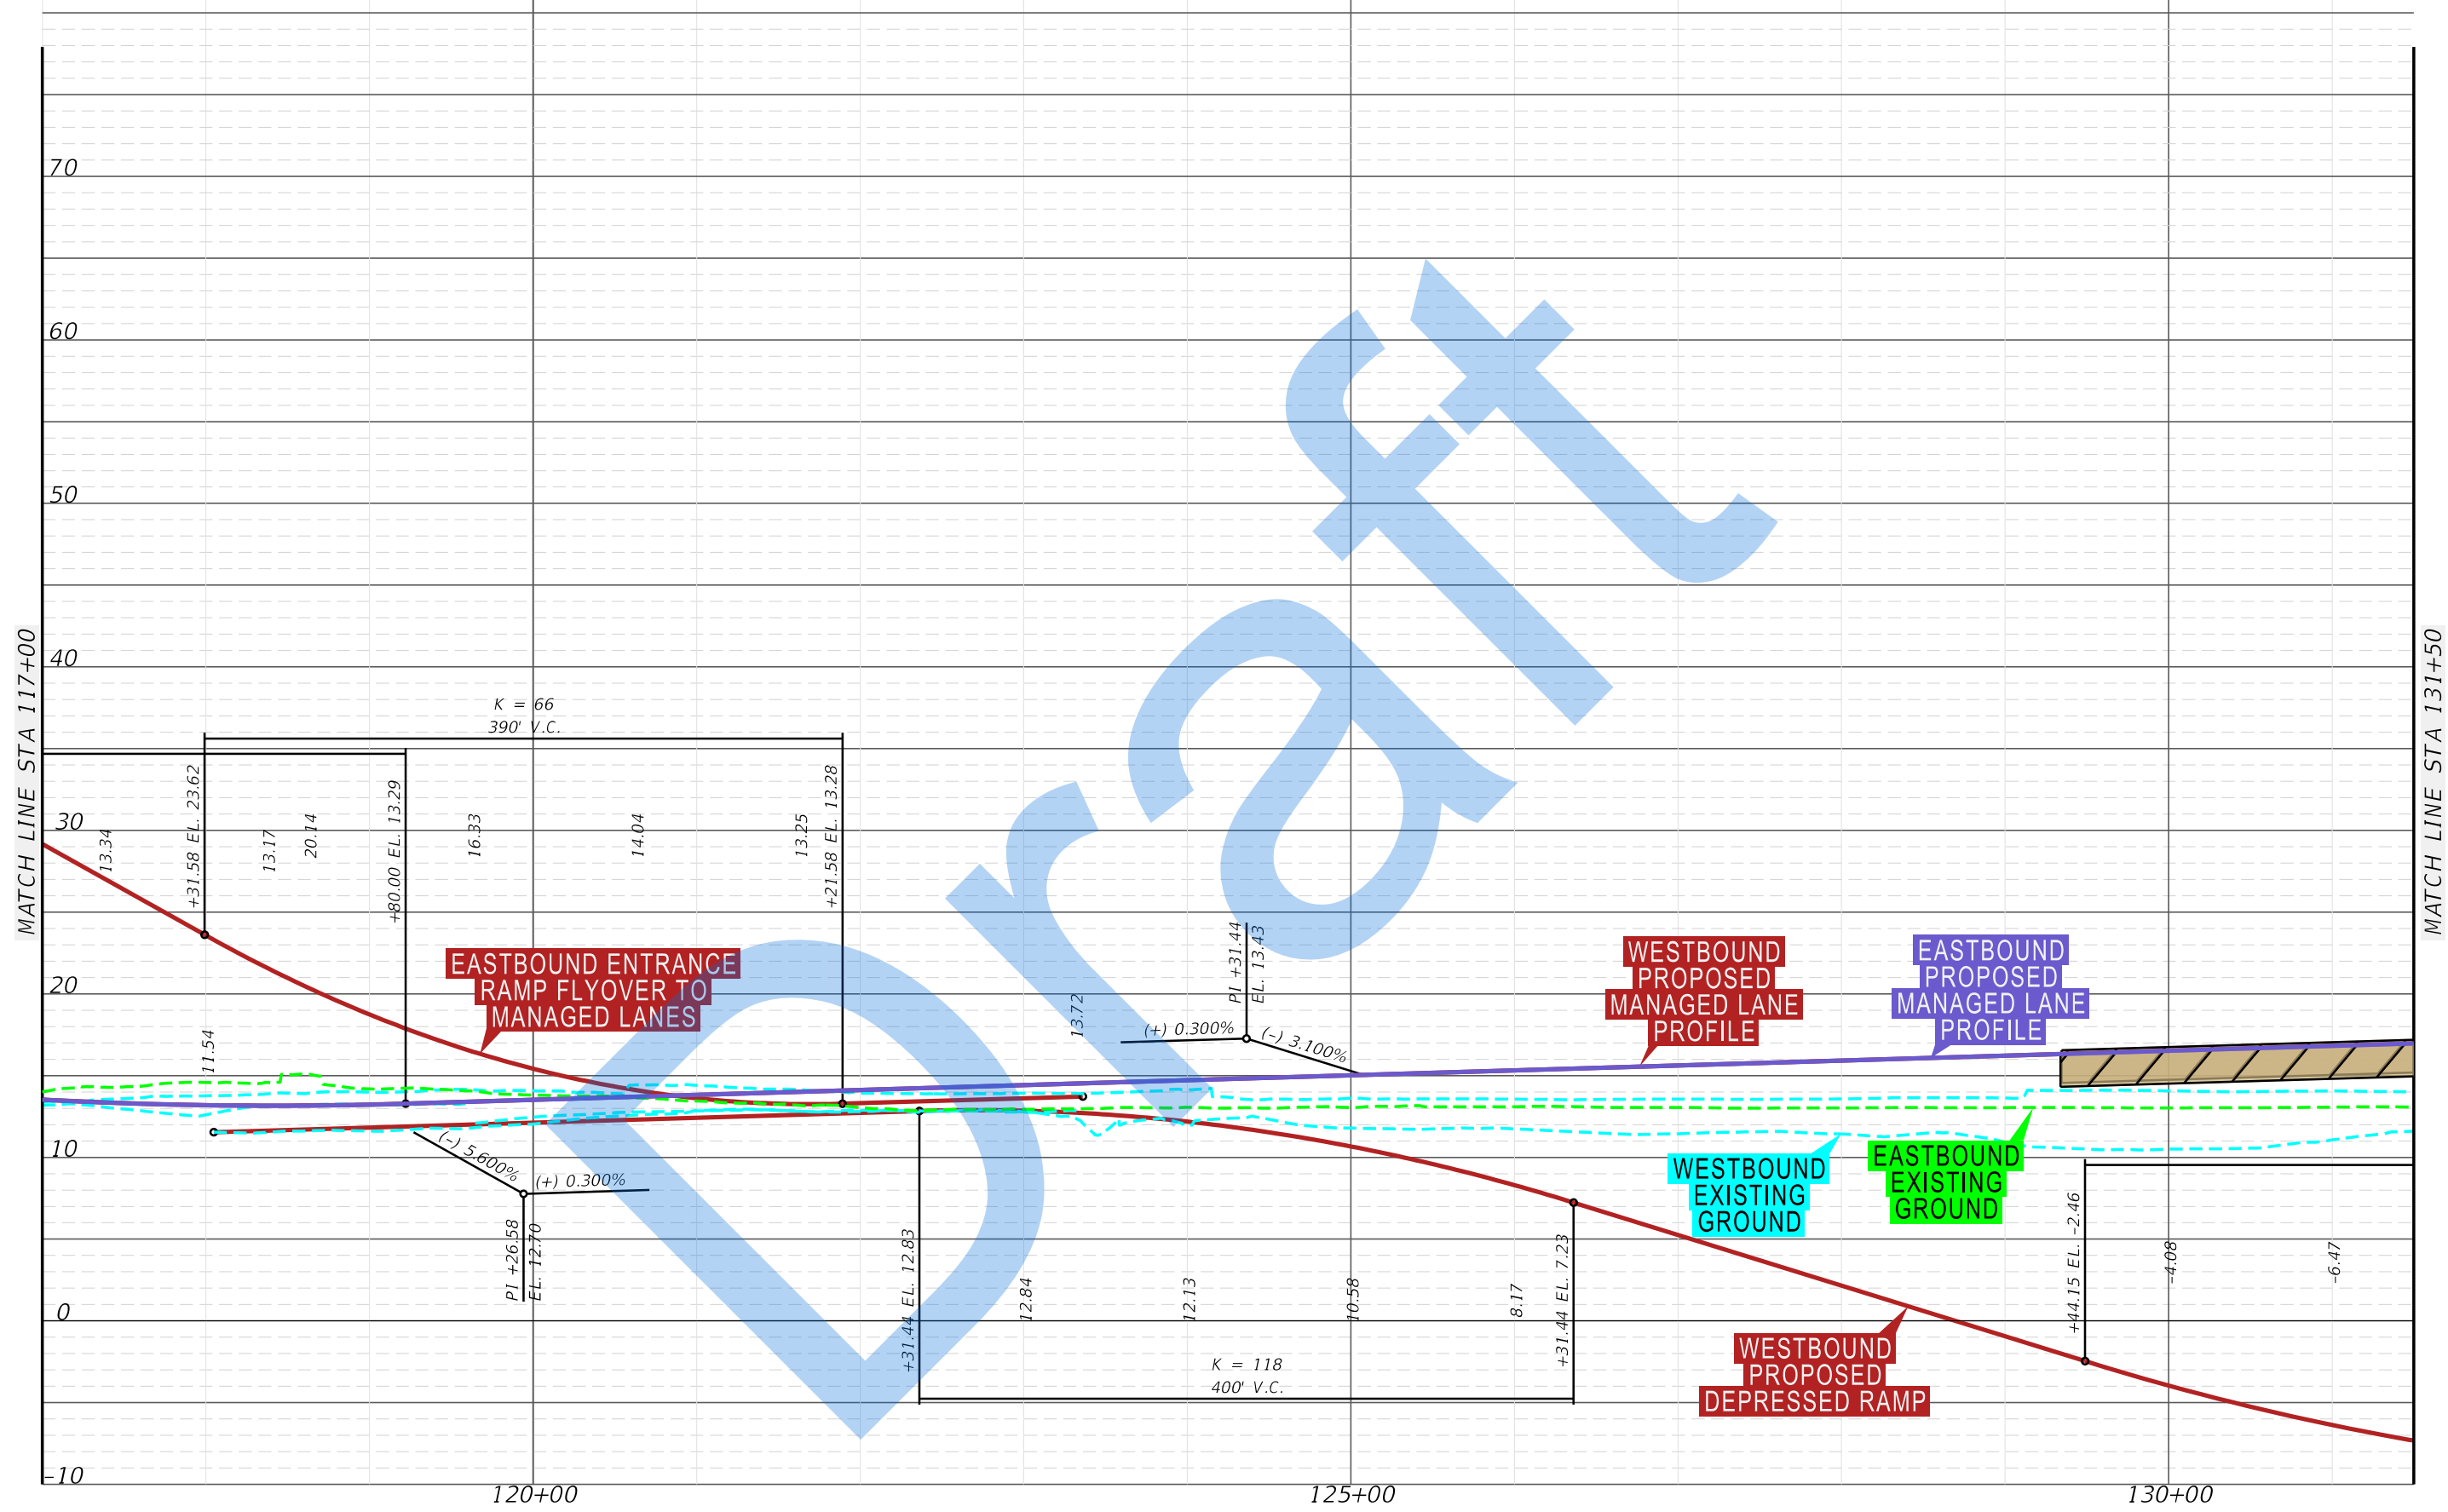 70
60
50
40
30
20
10
0
-10
MATCH LINE STA 117+00
MATCH LINE STA 131+50
K = 66
390' V.C.
13.34
+31.58 EL. 23.62
13.17
20.14
+80.00 EL. 13.29
16.33
14.04
13.25
+21.58 EL. 13.28
EASTBOUND ENTRANCE
RAMP FLYOVER TO
MANAGED LANES
11.54
13.72
PI +31.44
EL. 13.43
(+) 0.300%
(-) 3.100%
WESTBOUND
PROPOSED
MANAGED LANE
PROFILE
EASTBOUND
PROPOSED
MANAGED LANE
PROFILE
(-) 5.600%
(+) 0.300%
PI +26.58
EL. 12.70
+31.44 EL. 12.83
12.84
12.13
10.58
8.17
+31.44 EL. 7.23
K = 118
400' V.C.
WESTBOUND
EXISTING
GROUND
EASTBOUND
EXISTING
GROUND
WESTBOUND
PROPOSED
DEPRESSED RAMP
+44.15 EL. -2.46
-4.08
-6.47
120+00
125+00
130+00
Draft